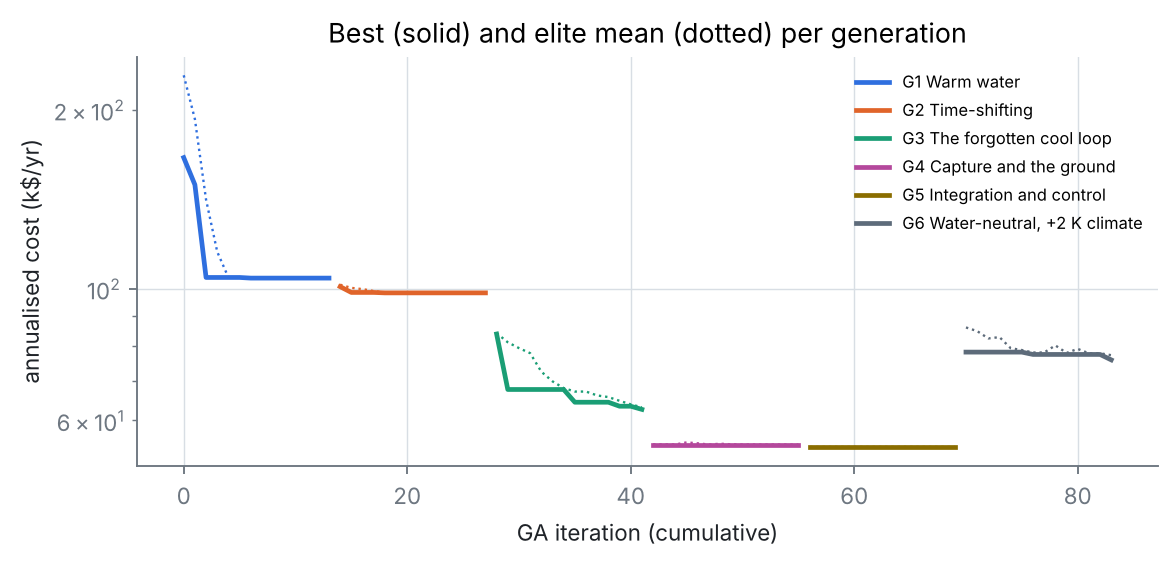 Best (solid) and elite mean (dotted) per generation
annualised cost (k$/yr)
2 × 10²
10²
6 × 10¹
G1 Warm water
G2 Time-shifting
G3 The forgotten cool loop
G4 Capture and the ground
G5 Integration and control
G6 Water-neutral, +2 K climate
0 20 40 60 80
GA iteration (cumulative)